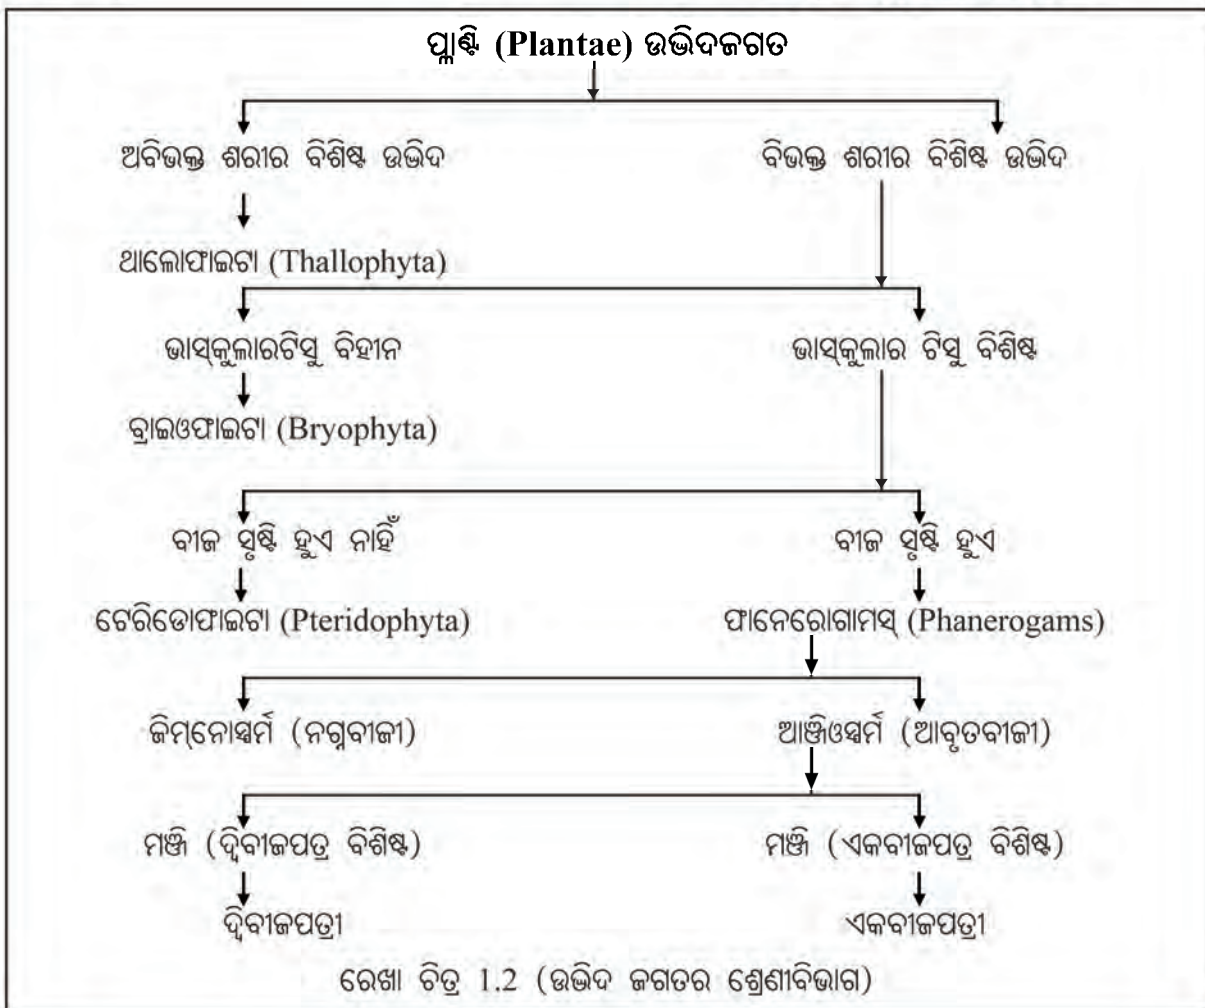 ପ୍ଲାଣ୍ଟି (Plantae) ଉଦ୍ଭିଦଜଗତ
ଅବିଭକ୍ତ ଶରୀର ବିଶିଷ୍ଟ ଉଦ୍ଭିଦ ବିଭକ୍ତ ଶରୀର ବିଶିଷ୍ଟ ଉଦ୍ଭିଦ
ଥାଲୋଫାଇଟା (Thallophyta)
ଭାସ୍କୁଲାରଟିସୁ ବିହୀନ ଭାସ୍କୁଲାର ଟିସୁ ବିଶିଷ୍ଟ
ବ୍ରାଇଓଫାଇଟା (Bryophyta)
ବୀଜ ସୃଷ୍ଟି ହୁଏ ନାହିଁ ବୀଜ ସୃଷ୍ଟି ହୁଏ
ଟେରିଡୋଫାଇଟା (Pteridophyta) ଫାନେରୋଗାମସ୍ (Phanerogams)
ଜିମ୍‌ନୋସ୍ପର୍ମ (ନଗ୍ନବୀଜୀ) ଆଞ୍ଜିଓସ୍ପର୍ମ (ଆବୃତବୀଜୀ)
ମଞ୍ଜି (ଦ୍ୱିବୀଜପତ୍ର ବିଶିଷ୍ଟ) ମଞ୍ଜି (ଏକବୀଜପତ୍ର ବିଶିଷ୍ଟ)
ଦ୍ୱିବୀଜପତ୍ରୀ ଏକବୀଜପତ୍ରୀ
ରେଖା ଚିତ୍ର 1.2 (ଉଦ୍ଭିଦ ଜଗତର ଶ୍ରେଣୀବିଭାଗ)